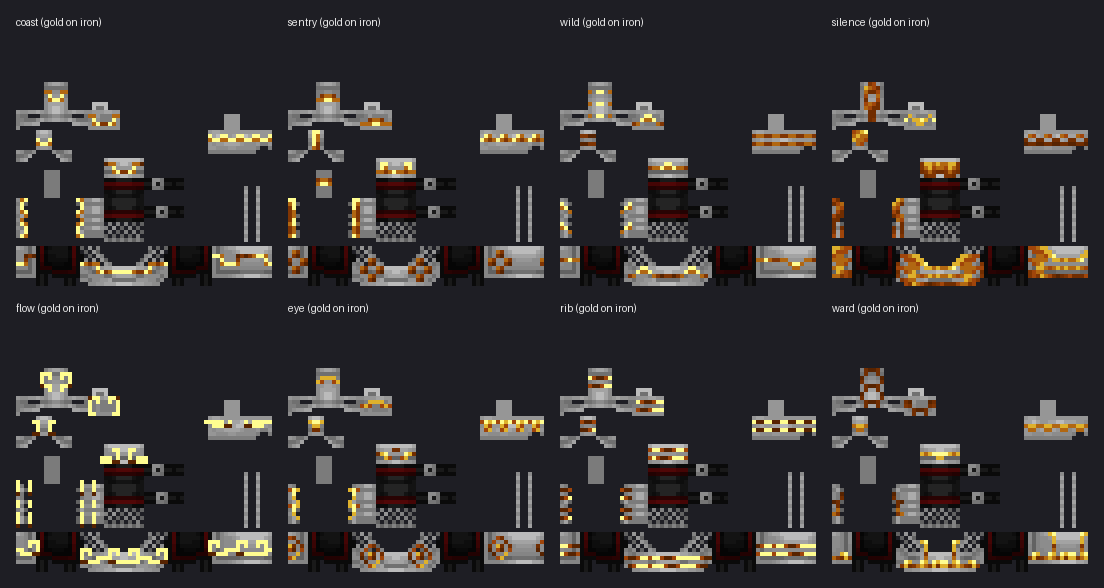 coast (gold on iron)
sentry (gold on iron)
wild (gold on iron)
silence (gold on iron)
flow (gold on iron)
eye (gold on iron)
rib (gold on iron)
ward (gold on iron)